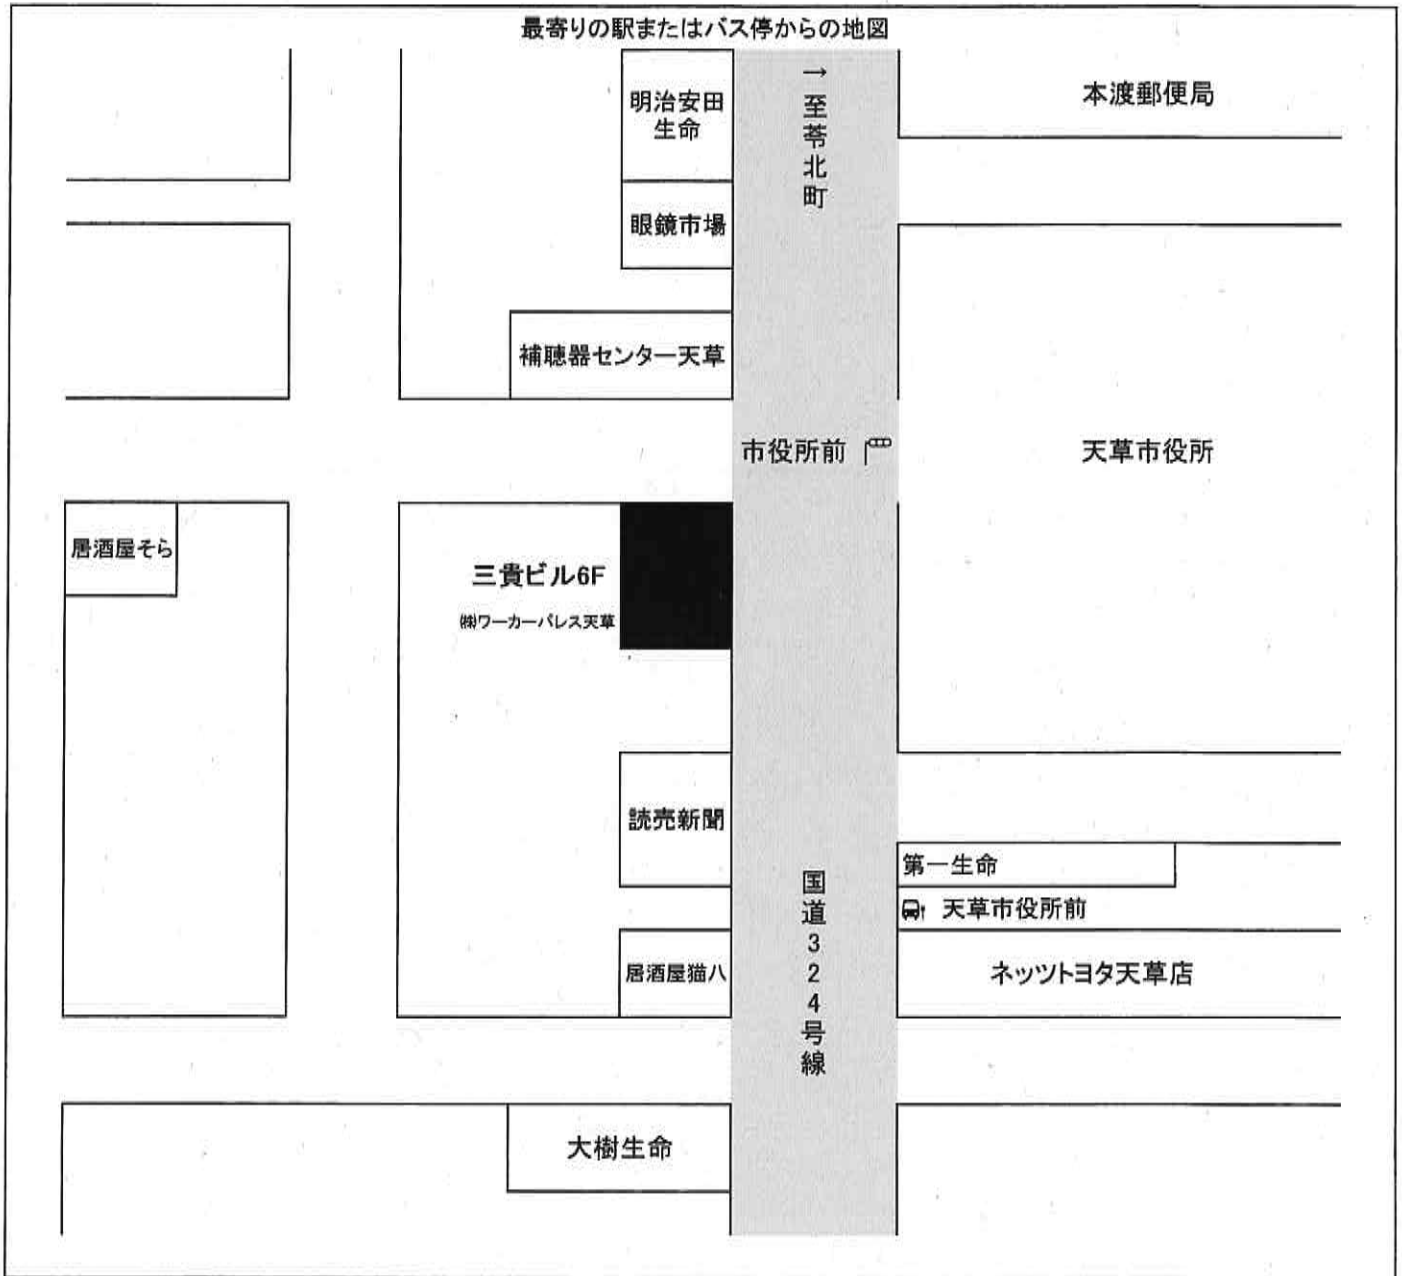 最寄りの駅またはバス停からの地図
明治安田
生命
→至苓北町
本渡郵便局
眼鏡市場
補聴器センター天草
市役所前
天草市役所
居酒屋そら
三貴ビル6F
㈱ワーカーパレス天草
読売新聞
国道324号線
第一生命
天草市役所前
居酒屋猫八
ネッツトヨタ天草店
大樹生命